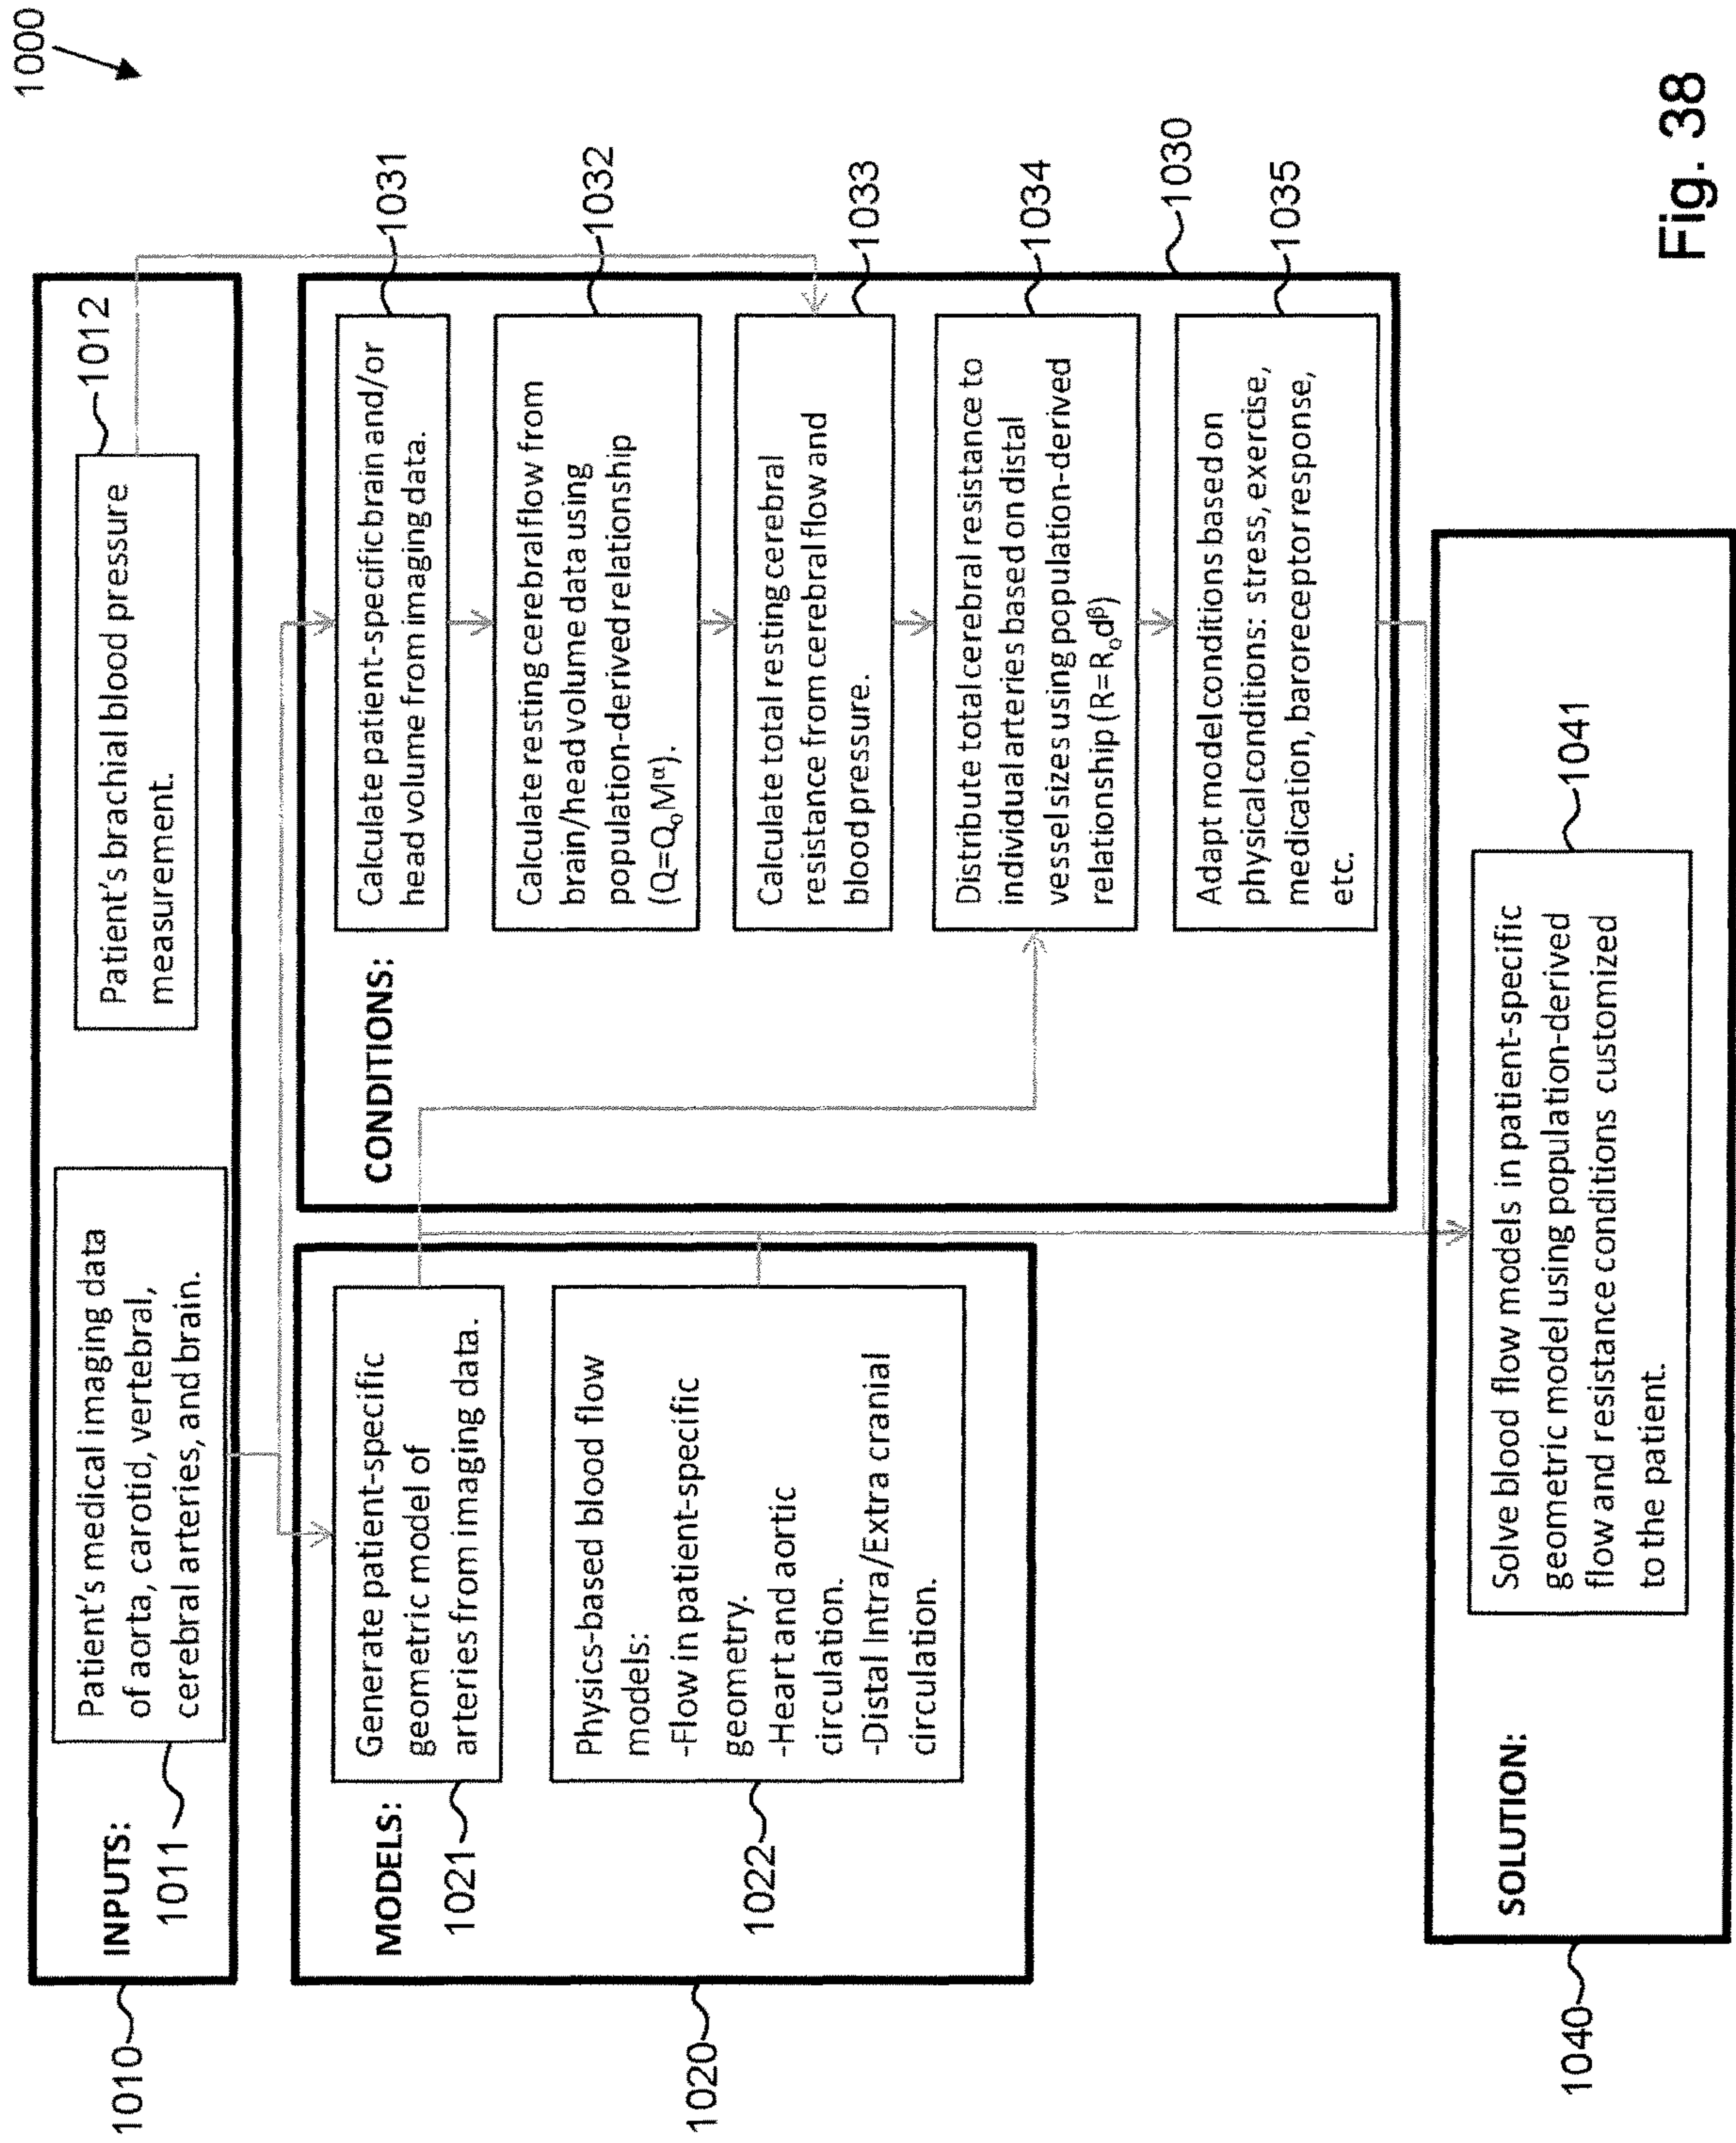 1000
1010
INPUTS:
1011
Patient's medical imaging data
of aorta, carotid, vertebral,
cerebral arteries, and brain.
Patient's brachial blood pressure
measurement.
1012
1020
MODELS:
1021
Generate patient-specific
geometric model of
arteries from imaging data.
1022
Physics-based blood flow
models:
-Flow in patient-specific
geometry.
-Heart and aortic
circulation.
-Distal Intra/Extra cranial
circulation.
CONDITIONS:
Calculate patient-specific brain and/or
head volume from imaging data.
1031
Calculate resting cerebral flow from
brain/head volume data using
population-derived relationship
(Q=QₒMᵅ).
1032
Calculate total resting cerebral
resistance from cerebral flow and
blood pressure.
1033
Distribute total cerebral resistance to
individual arteries based on distal
vessel sizes using population-derived
relationship (R=Rₒdᵝ)
1034
1030
Adapt model conditions based on
physical conditions: stress, exercise,
medication, baroreceptor response,
etc.
1035
1040
SOLUTION:
Solve blood flow models in patient-specific
geometric model using population-derived
flow and resistance conditions customized
to the patient.
1041
Fig. 38